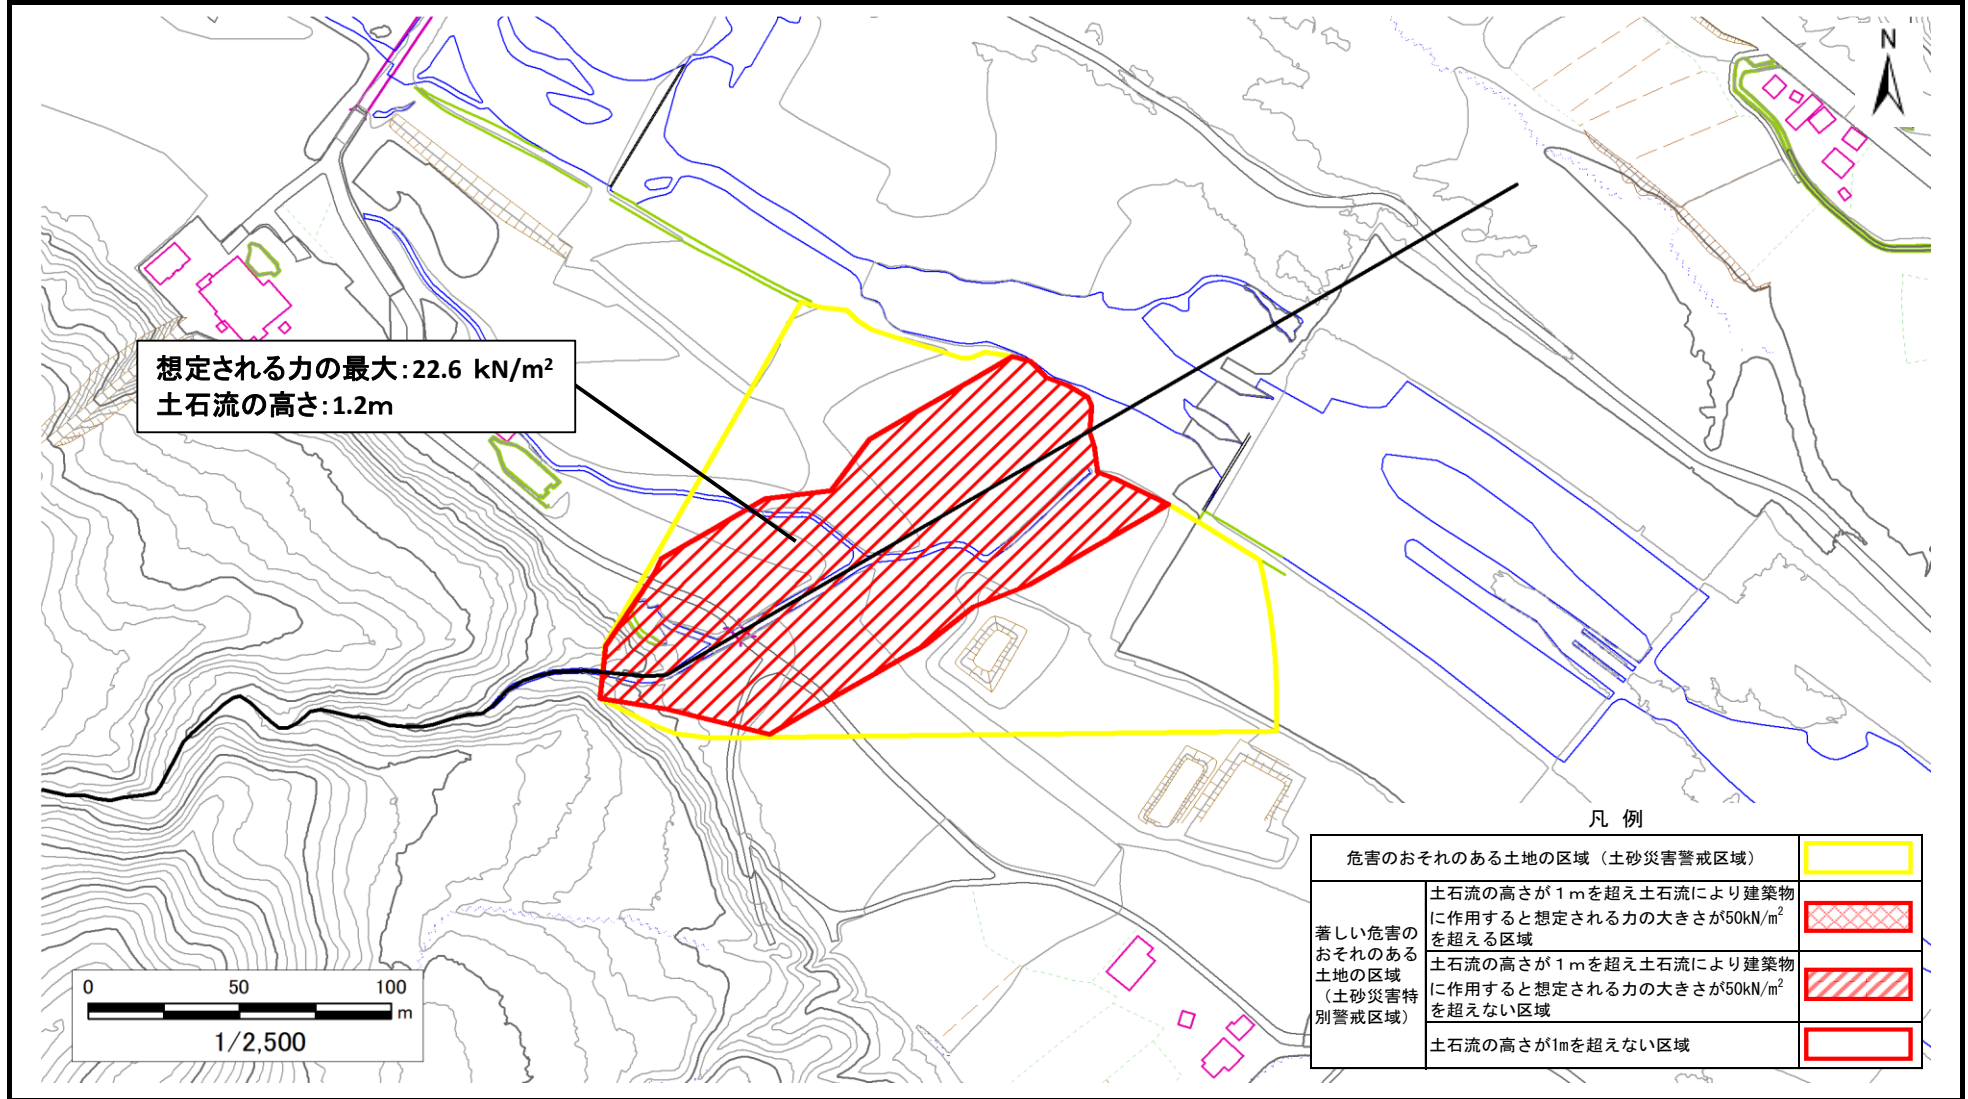 N
想定される力の最大:22.6 kN/m²
土石流の高さ:1.2m
凡 例
危害のおそれのある土地の区域（土砂災害警戒区域）
著しい危害の
おそれのある
土地の区域
（土砂災害特
別警戒区域）
土石流の高さが１ｍを超え土石流により建築物
に作用すると想定される力の大きさが50kN/m²
を超える区域
土石流の高さが１ｍを超え土石流により建築物
に作用すると想定される力の大きさが50kN/m²
を超えない区域
土石流の高さが1mを超えない区域
0 50 100
m
1/2,500